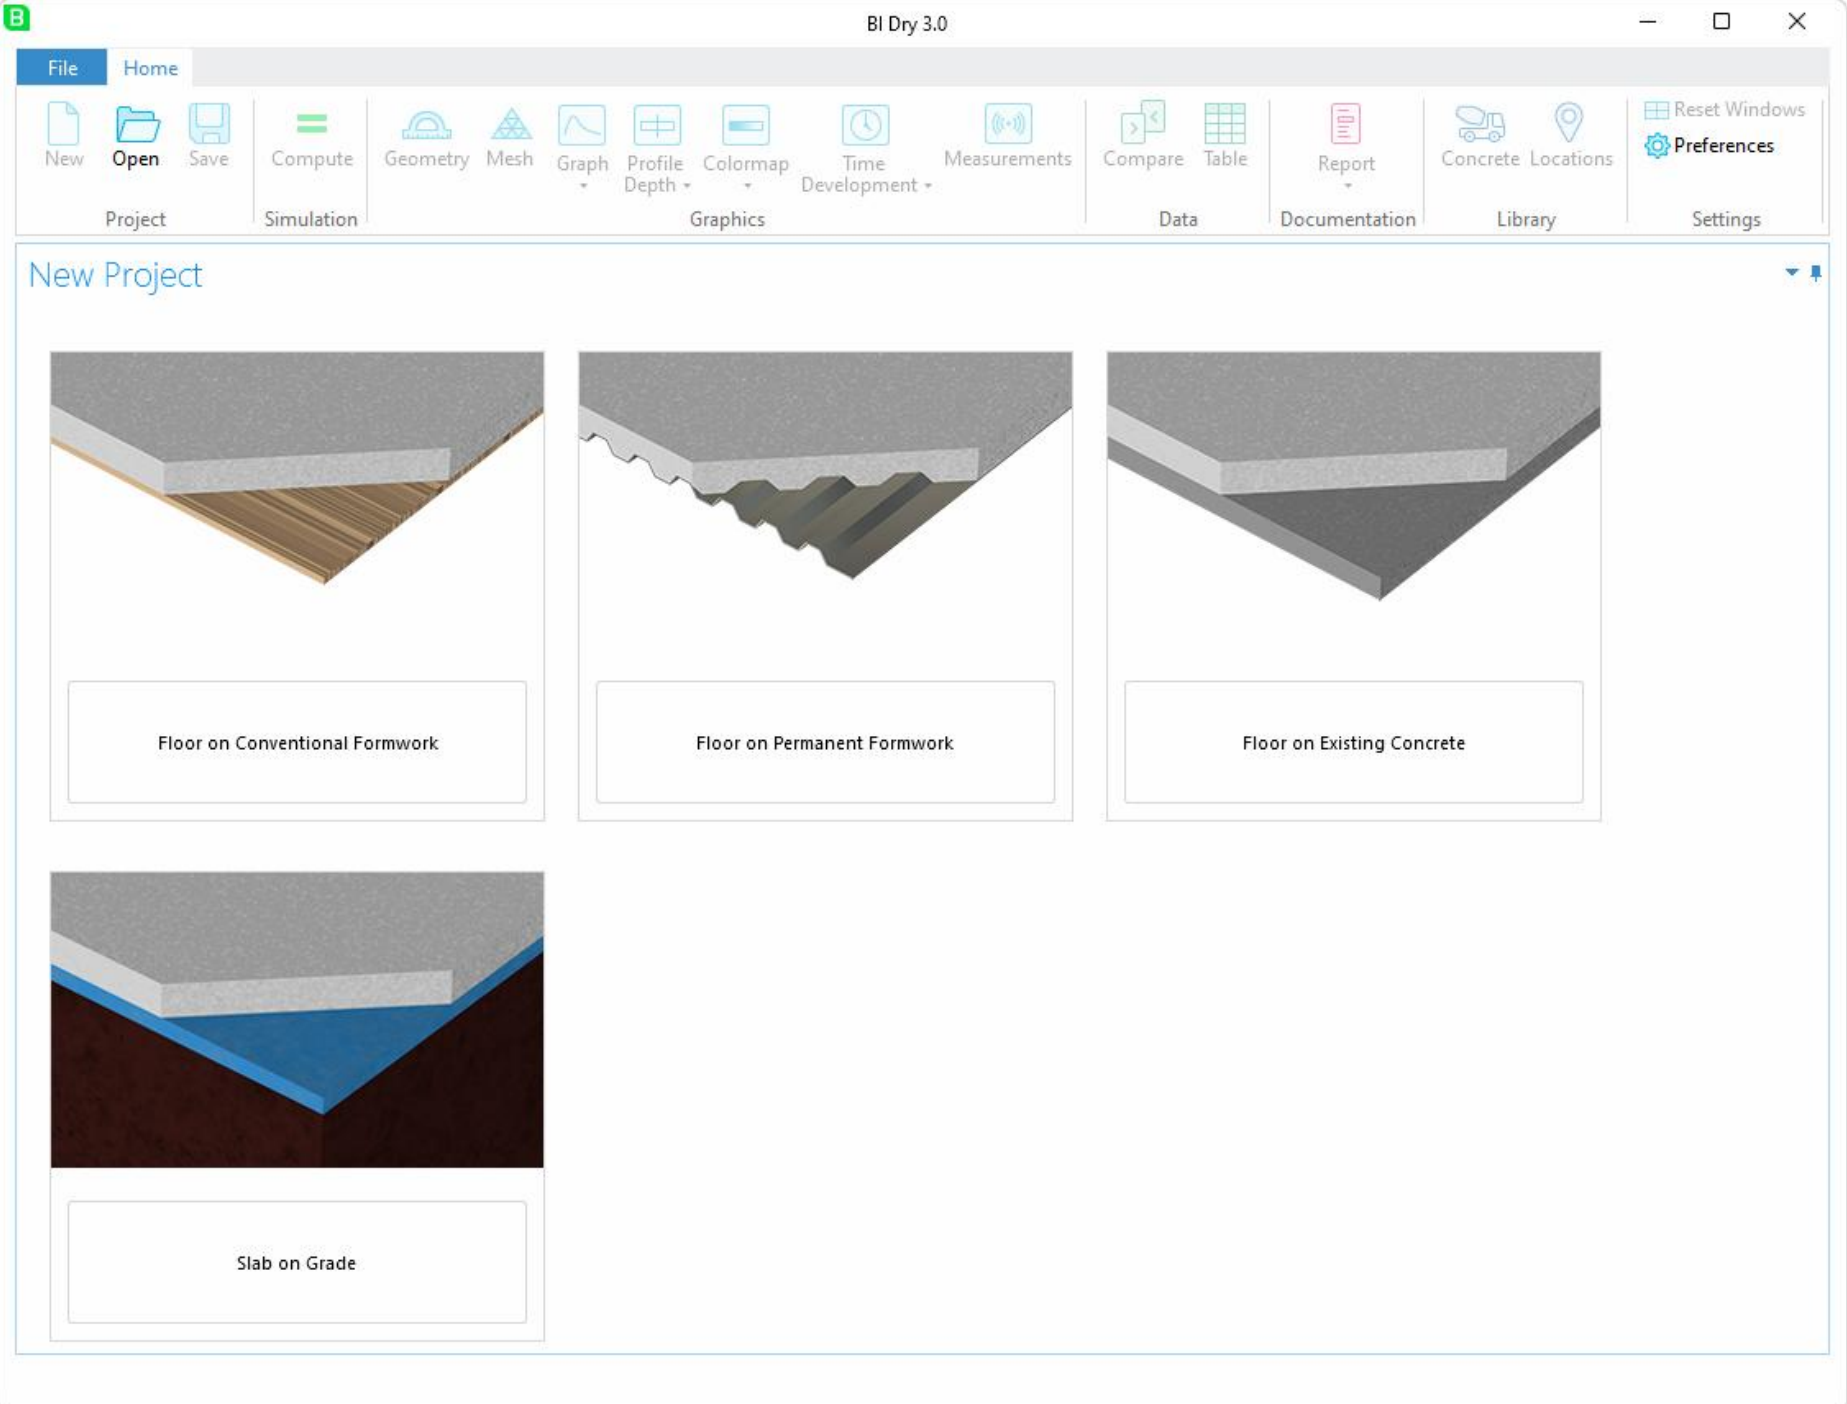 B
BI Dry 3.0
File Home
New Open Save Compute Geometry Mesh Graph Profile Depth Colormap Time Development Measurements Compare Table Report Concrete Locations
Reset Windows
Preferences
Project Simulation Graphics Data Documentation Library Settings
New Project
Floor on Conventional Formwork
Floor on Permanent Formwork
Floor on Existing Concrete
Slab on Grade